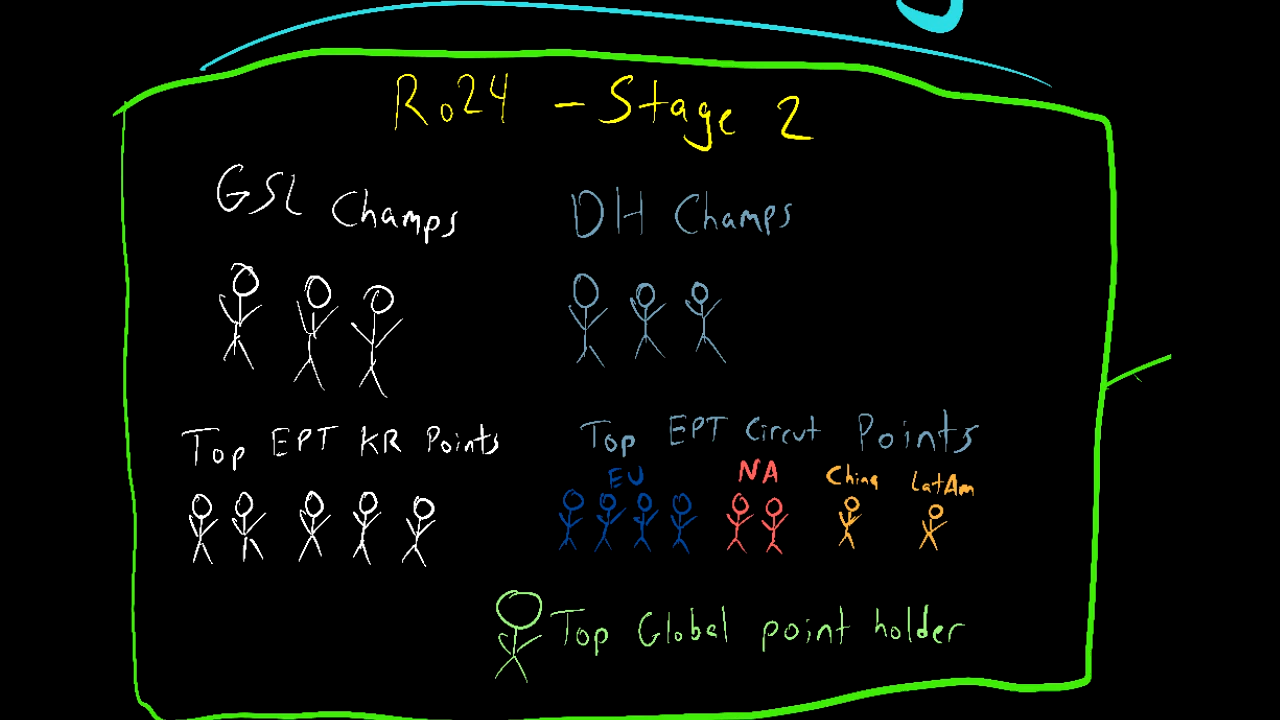 Ro24 - Stage 2
GSL Champs
DH Champs
Top EPT KR Points
Top EPT Circut Points
EU
NA
China
LatAm
Top Global point holder